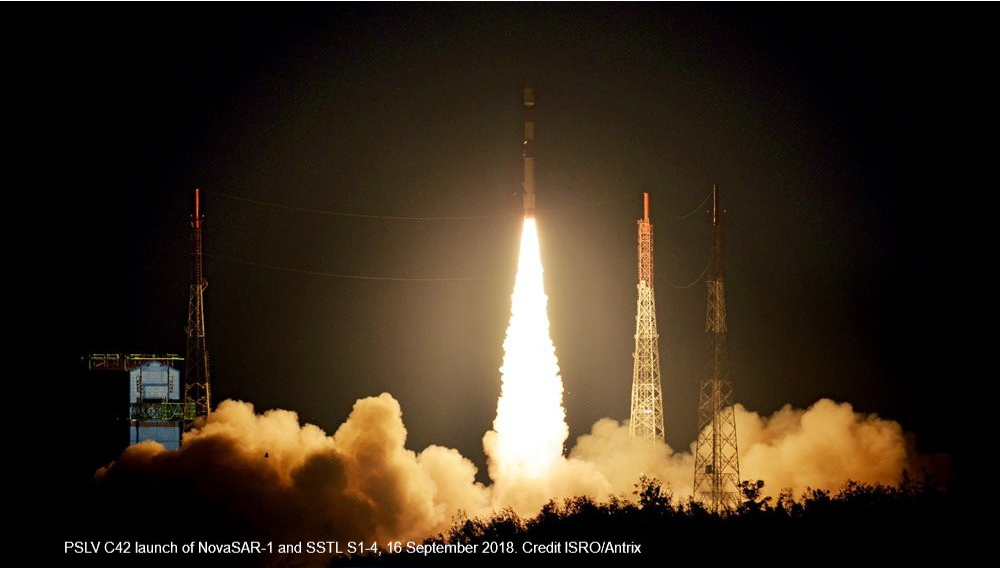 PSLV C42 launch of NovaSAR-1 and SSTL S1-4, 16 September 2018. Credit ISRO/Antrix